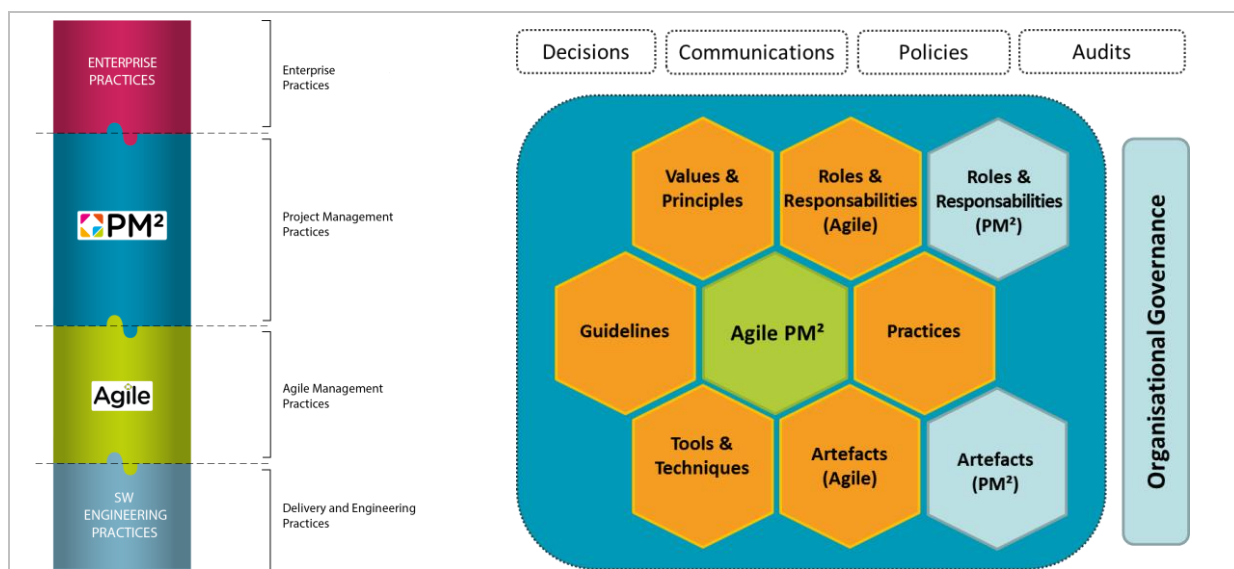 ENTERPRISE
PRACTICES
Enterprise
Practices
PM²
Project Management
Practices
Agile
Agile Management
Practices
SW
ENGINEERING
PRACTICES
Delivery and Engineering
Practices
Decisions
Communications
Policies
Audits
Values &
Principles
Roles &
Responsabilities
(Agile)
Roles &
Responsabilities
(PM²)
Guidelines
Agile PM²
Practices
Tools &
Techniques
Artefacts
(Agile)
Artefacts
(PM²)
Organisational Governance